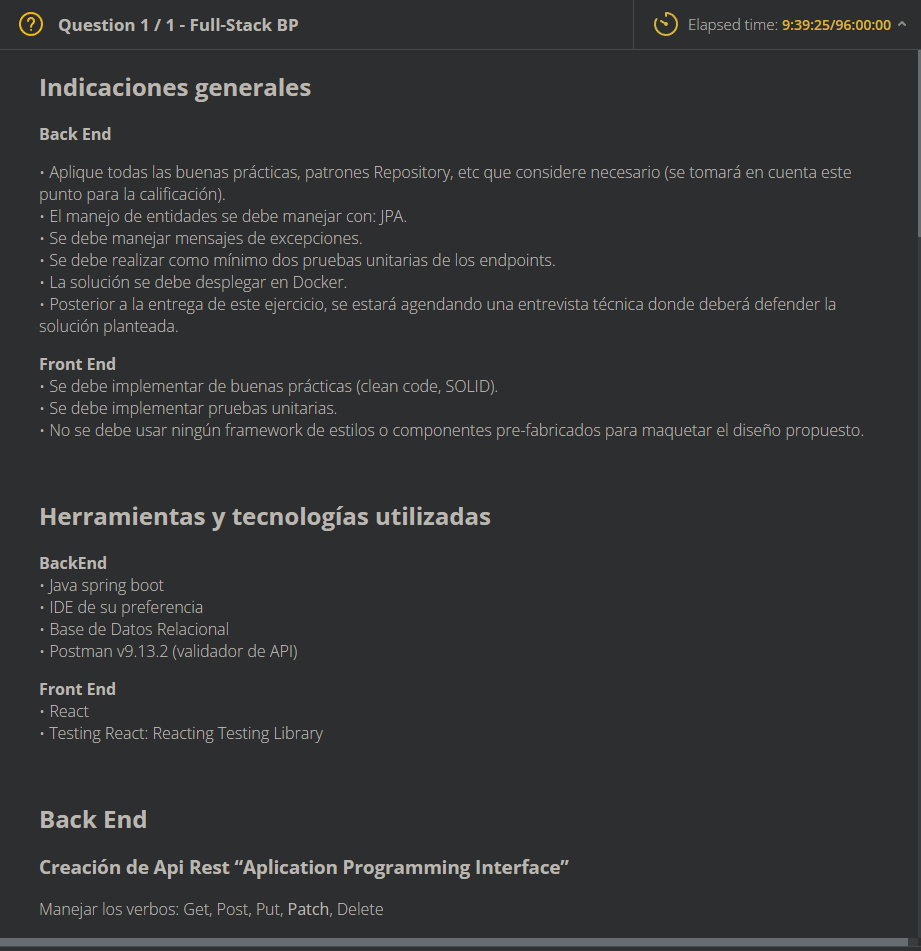 Question 1 / 1 - Full-Stack BP
Elapsed time: 9:39:25/96:00:00
Indicaciones generales
Back End
• Aplique todas las buenas prácticas, patrones Repository, etc que considere necesario (se tomará en cuenta este
punto para la calificación).
• El manejo de entidades se debe manejar con: JPA.
• Se debe manejar mensajes de excepciones.
• Se debe realizar como mínimo dos pruebas unitarias de los endpoints.
• La solución se debe desplegar en Docker.
• Posterior a la entrega de este ejercicio, se estará agendando una entrevista técnica donde deberá defender la
solución planteada.
Front End
• Se debe implementar de buenas prácticas (clean code, SOLID).
• Se debe implementar pruebas unitarias.
• No se debe usar ningún framework de estilos o componentes pre-fabricados para maquetar el diseño propuesto.
Herramientas y tecnologías utilizadas
BackEnd
• Java spring boot
• IDE de su preferencia
• Base de Datos Relacional
• Postman v9.13.2 (validador de API)
Front End
• React
• Testing React: Reacting Testing Library
Back End
Creación de Api Rest “Aplication Programming Interface”
Manejar los verbos: Get, Post, Put, Patch, Delete